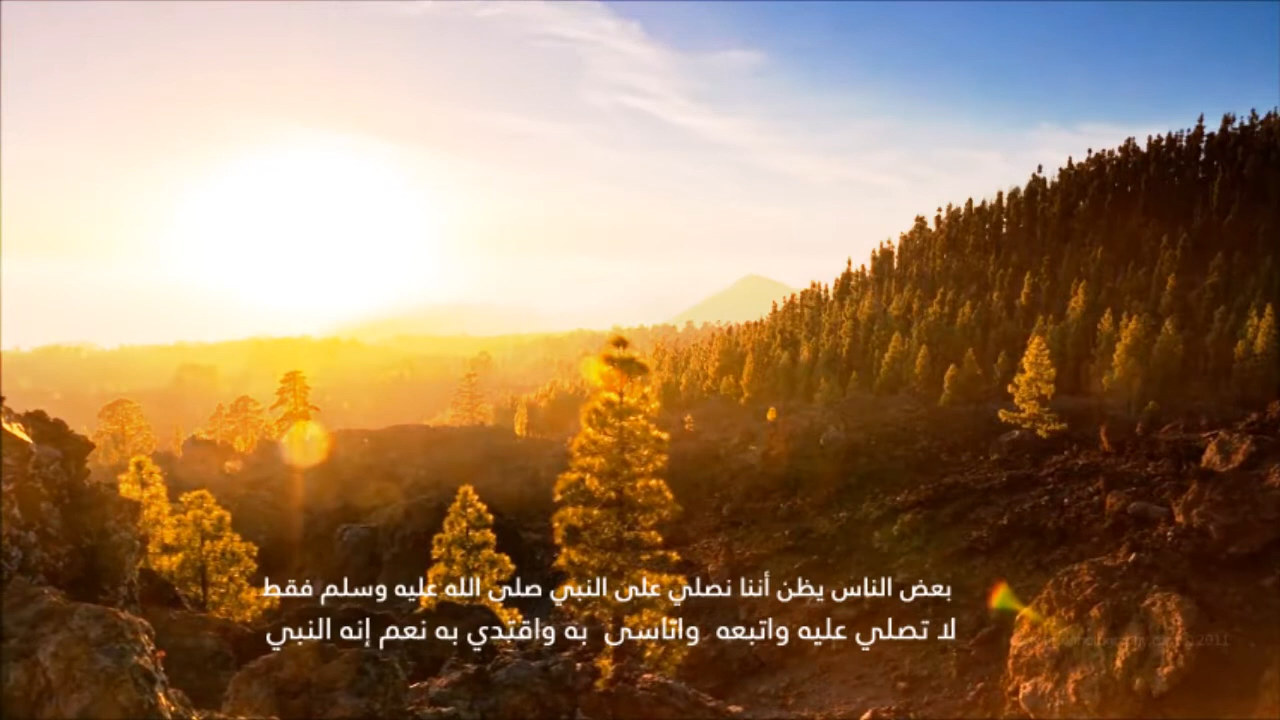 بعض الناس يظن أننا نصلي على النبي صلى الله عليه وسلم فقط
لا تصلي عليه واتبعه واتاسى به واقتدي به نعم إنه النبي